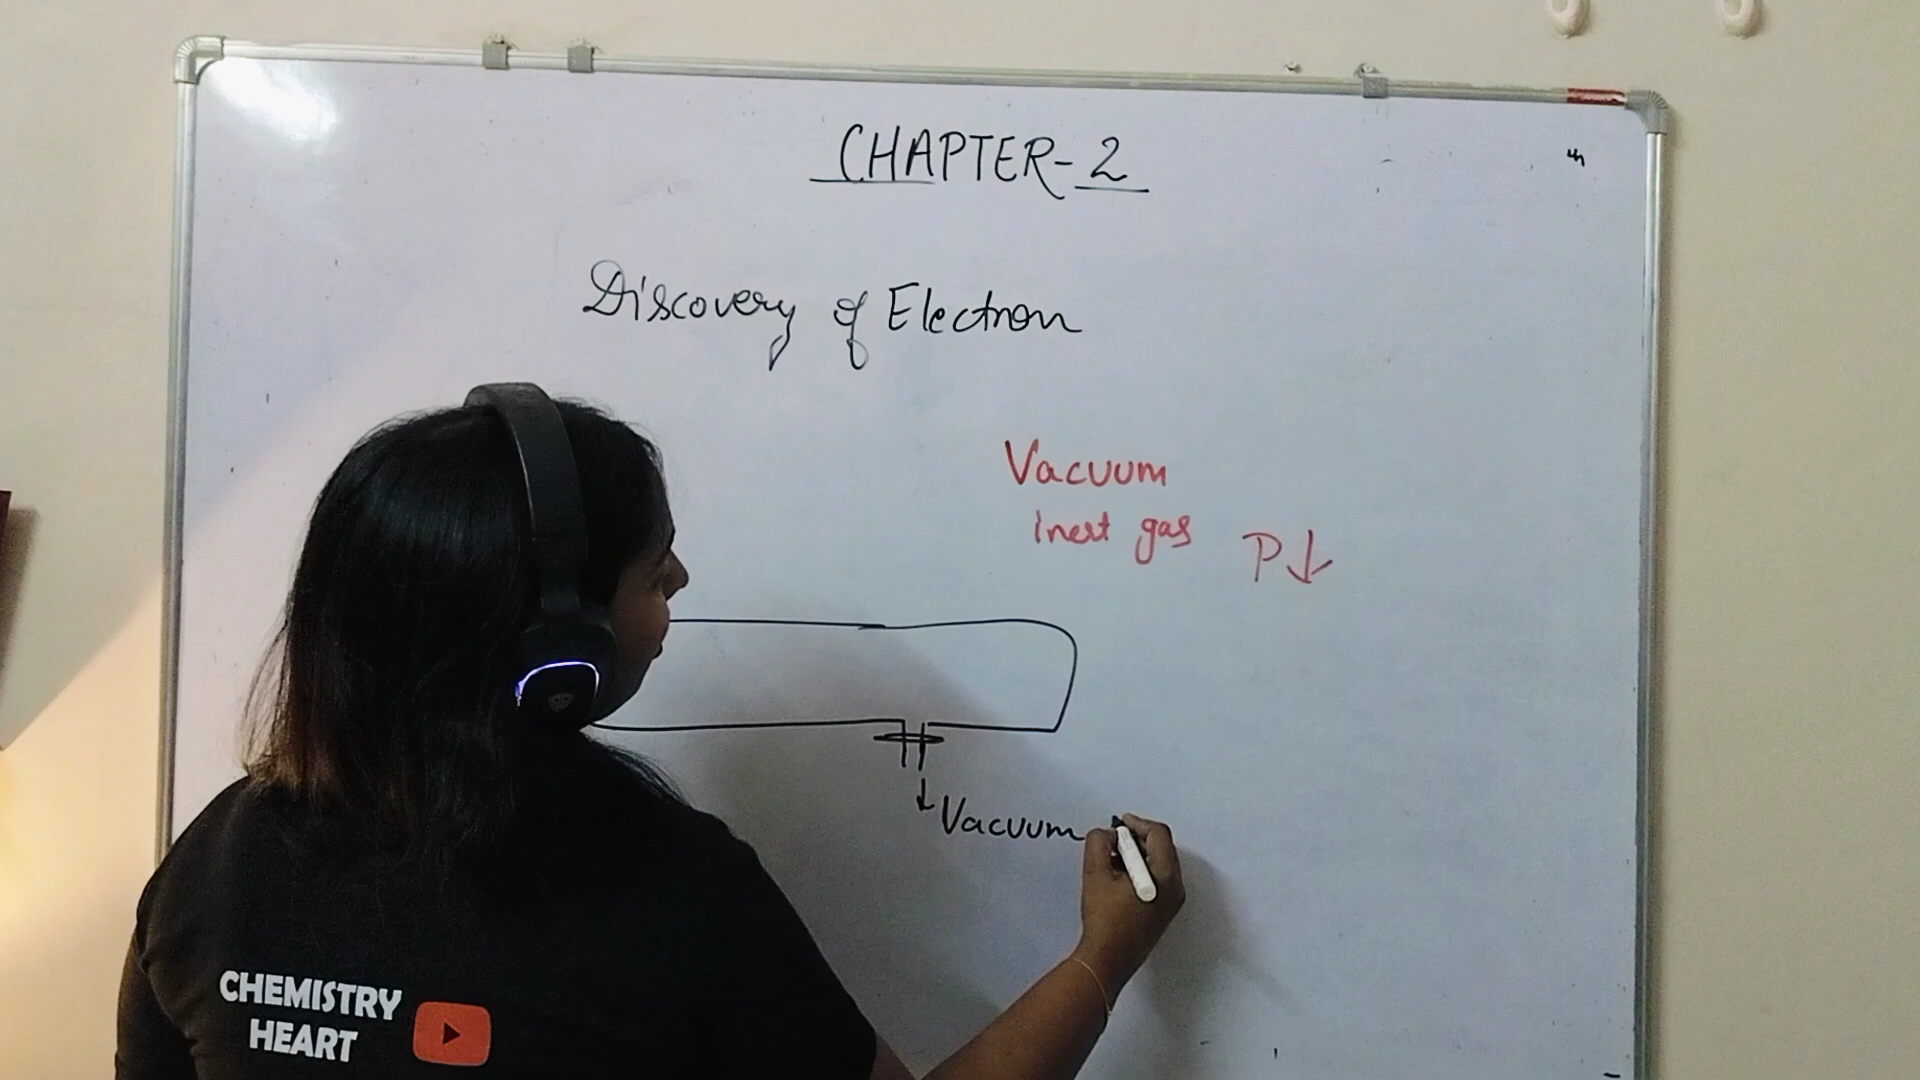 CHAPTER-2
Discovery of Electron
Vacuum
inert gas P↓
↓ Vacuum
CHEMISTRY
HEART